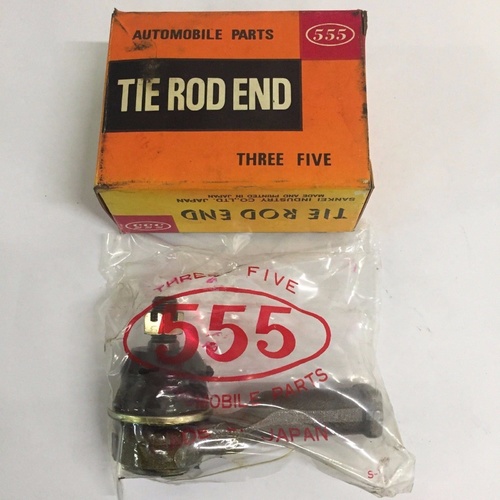 AUTOMOBILE PARTS
555
TIE ROD END
THREE FIVE
TIE ROD END
SANKEI INDUSTRY CO., LTD. JAPAN
MADE AND PRINTED IN JAPAN
555
THREE FIVE
555
MOBILE PARTS
MADE IN JAPAN
S-